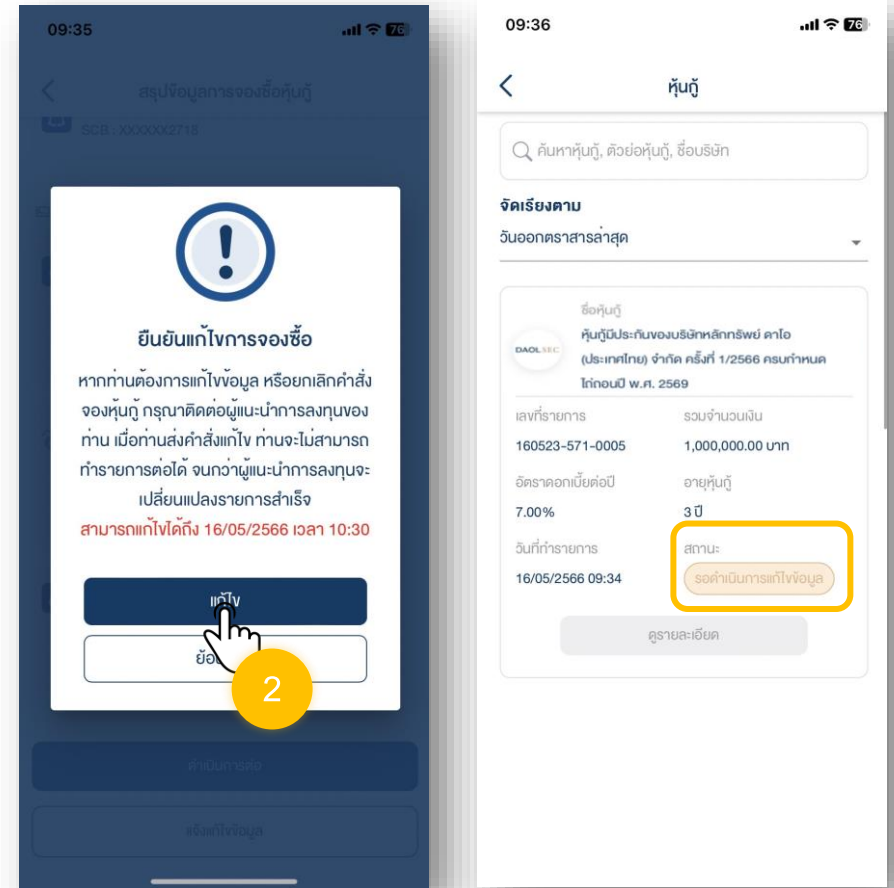 09:35
76
สรุปข้อมูลการจองซื้อหุ้นกู้
SCB : XXXXXX2718
ยืนยันแก้ไขการจองซื้อ
หากท่านต้องการแก้ไขข้อมูล หรือยกเลิกคำสั่ง
จองหุ้นกู้ กรุณาติดต่อผู้แนะนำการลงทุนของ
ท่าน เมื่อท่านส่งคำสั่งแก้ไข ท่านจะไม่สามารถ
ทำรายการต่อได้ จนกว่าผู้แนะนำการลงทุนจะ
เปลี่ยนแปลงรายการสำเร็จ
สามารถแก้ไขได้ถึง 16/05/2566 เวลา 10:30
แก้ไข
2
ดำเนินการต่อ
แจ้งแก้ไขข้อมูล
09:36
76
หุ้นกู้
ค้นหาหุ้นกู้, ตัวย่อหุ้นกู้, ชื่อบริษัท
จัดเรียงตาม
วันออกตราสารล่าสุด
ชื่อหุ้นกู้
DAOL SEC
หุ้นกู้มีประกันของบริษัทหลักทรัพย์ ดาโอ
(ประเทศไทย) จำกัด ครั้งที่ 1/2566 ครบกำหนด
ไถ่ถอนปี พ.ศ. 2569
เลขที่รายการ รวมจำนวนเงิน
160523-571-0005 1,000,000.00 บาท
อัตราดอกเบี้ยต่อปี อายุหุ้นกู้
7.00% 3 ปี
วันที่ทำรายการ สถานะ
16/05/2566 09:34 รอดำเนินการแก้ไขข้อมูล
ดูรายละเอียด